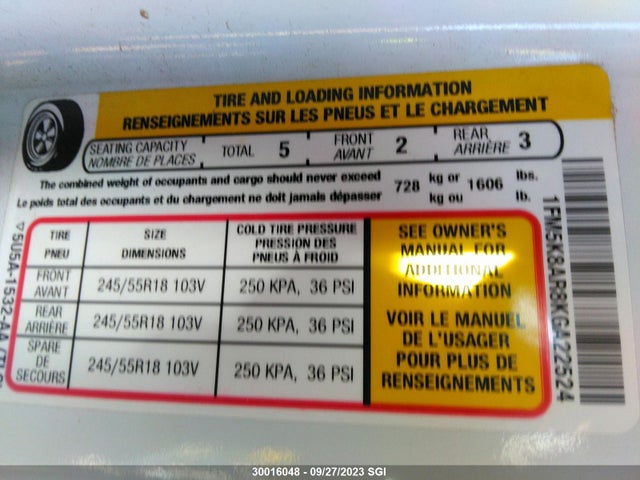 TIRE AND LOADING INFORMATION
RENSEIGNEMENTS SUR LES PNEUS ET LE CHARGEMENT
SEATING CAPACITY
NOMBRE DE PLACES
TOTAL 5
FRONT
AVANT 2
REAR
ARRIÈRE 3
The combined weight of occupants and cargo should never exceed 728 kg or 1606 lbs.
Le poids total des occupants et du chargement ne doit jamais dépasser kg ou lb.
TIRE
PNEU
SIZE
DIMENSIONS
COLD TIRE PRESSURE
PRESSION DES
PNEUS À FROID
FRONT
AVANT
245/55R18 103V
250 KPA, 36 PSI
REAR
ARRIÈRE
245/55R18 103V
250 KPA, 36 PSI
SPARE
DE
SECOURS
245/55R18 103V
250 KPA, 36 PSI
SEE OWNER'S
MANUAL FOR
ADDITIONAL
INFORMATION
VOIR LE MANUEL
DE L'USAGER
POUR PLUS DE
RENSEIGNEMENTS
1FM5K8AR8KGA22524
5U5A-1532-AA
30016048 - 09/27/2023 SGI